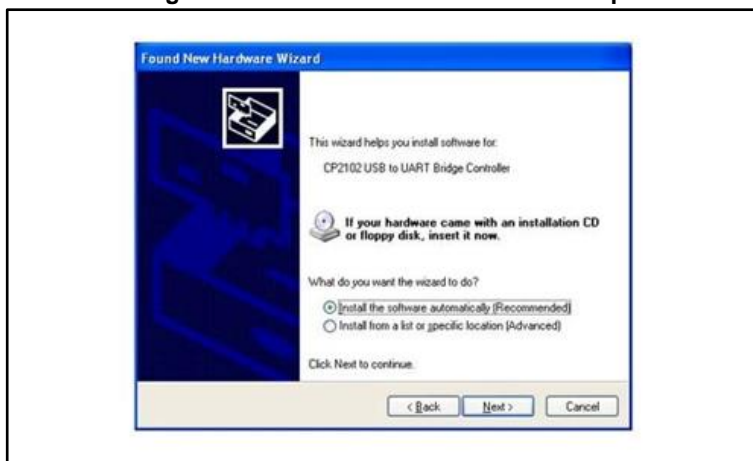 Found New Hardware Wizard
This wizard helps you install software for:
CP2102 USB to UART Bridge Controller
If your hardware came with an installation CD
or floppy disk, insert it now.
What do you want the wizard to do?
Install the software automatically (Recommended)
Install from a list or specific location (Advanced)
Click Next to continue.
< Back Next > Cancel